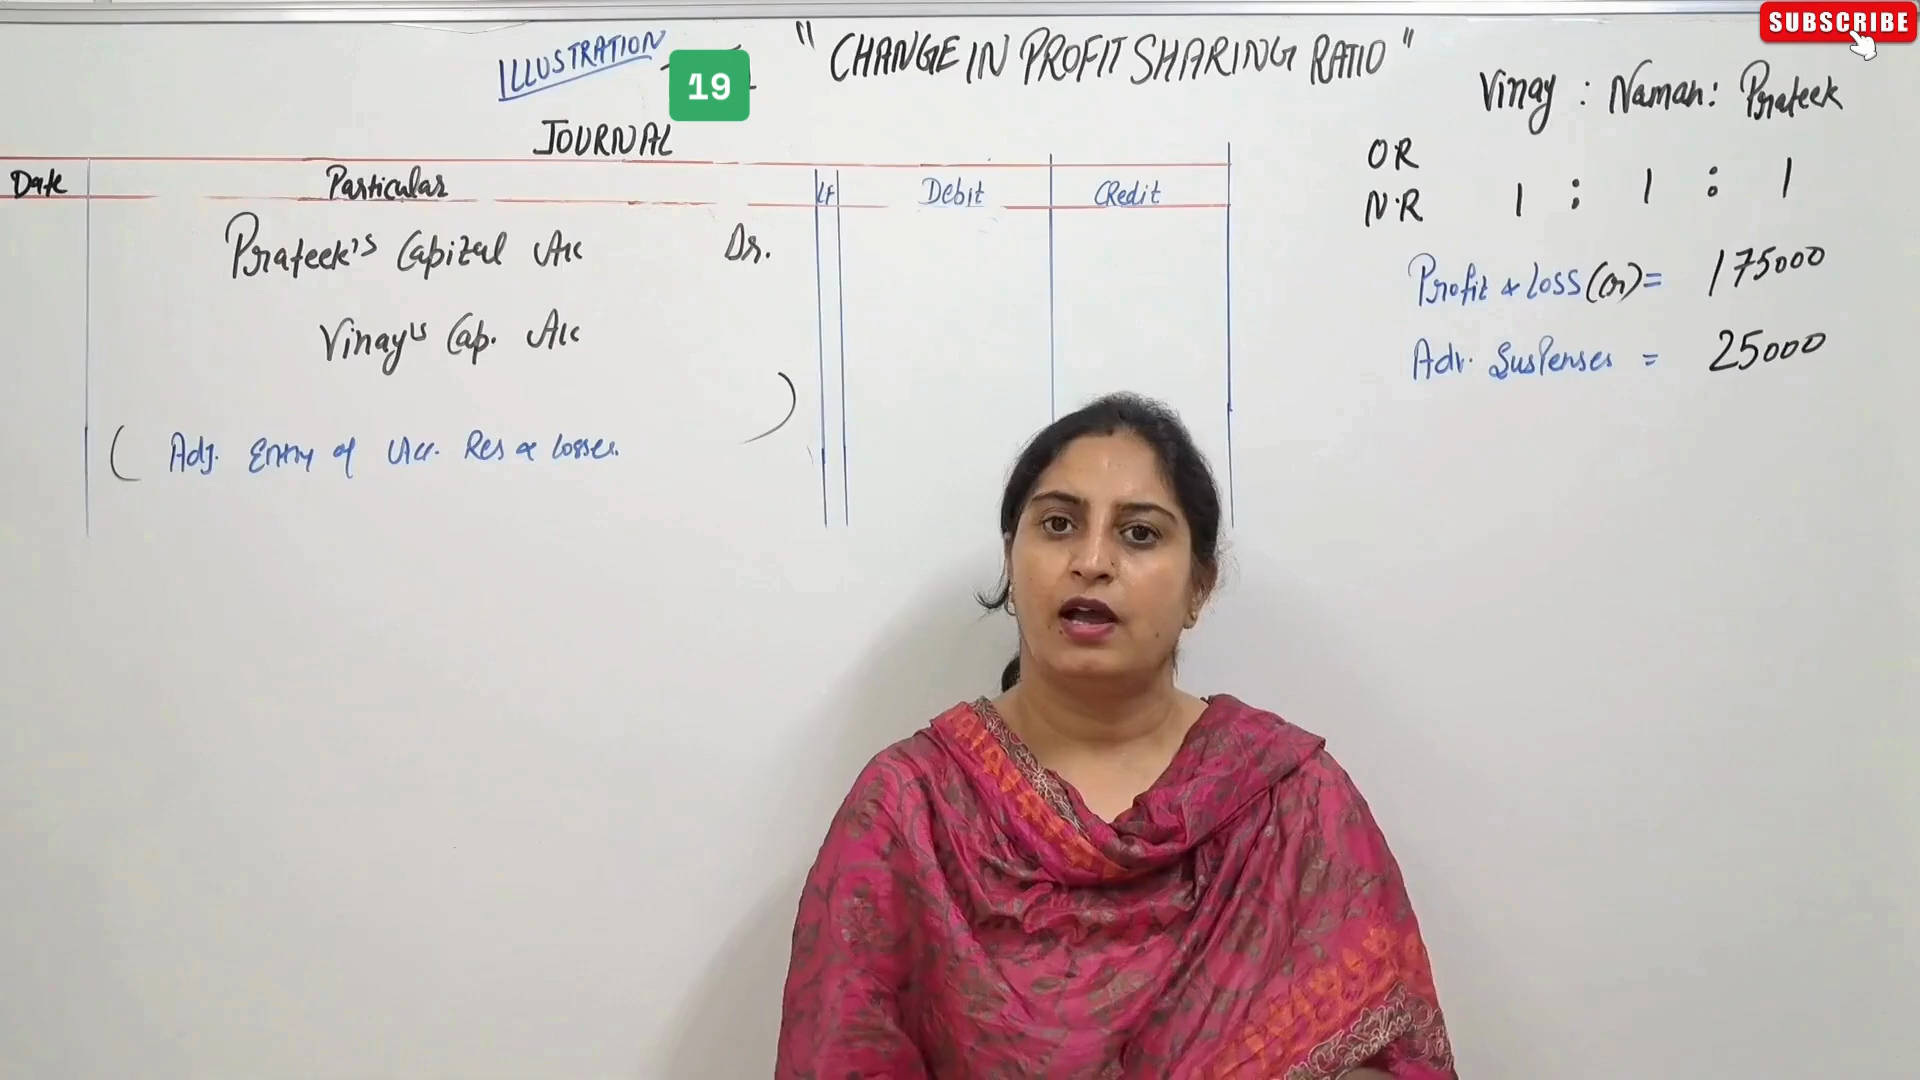 SUBSCRIBE
ILLUSTRATION - 19
"CHANGE IN PROFIT SHARING RATIO"
JOURNAL
Date Particular LF Debit Credit
Prateek's Capital A/c Dr.
Vinay's Cap. A/c
( Adj. Entry of Acc. Res & losses. )
Vinay : Naman : Prateek
OR
N.R 1 : 1 : 1
Profit & Loss (Cr) = 175000
Adv. Suspenses = 25000